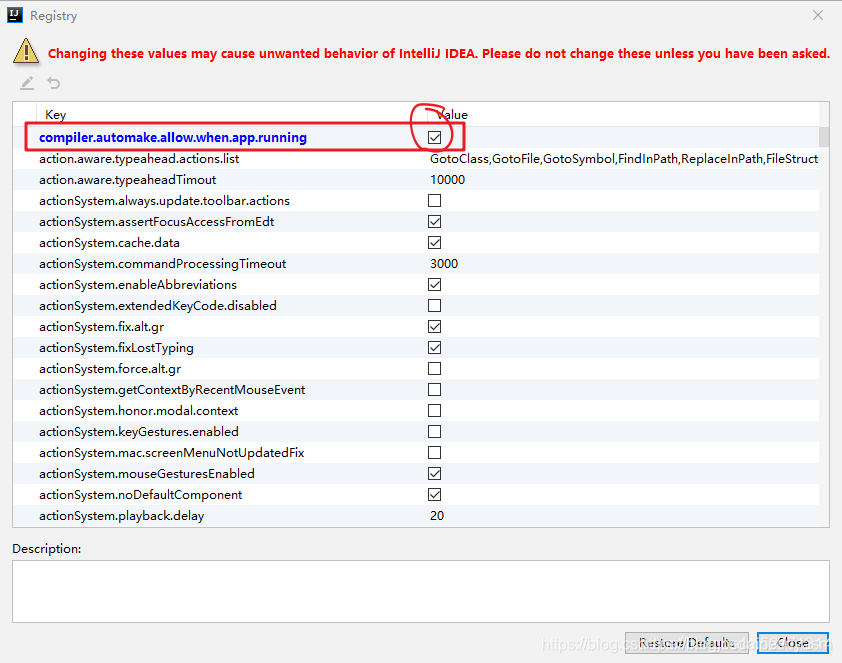 Registry
Changing these values may cause unwanted behavior of IntelliJ IDEA. Please do not change these unless you have been asked.
Key Value
compiler.automake.allow.when.app.running
action.aware.typeahead.actions.list GotoClass,GotoFile,GotoSymbol,FindInPath,ReplaceInPath,FileStruct
action.aware.typeaheadTimout 10000
actionSystem.always.update.toolbar.actions
actionSystem.assertFocusAccessFromEdt
actionSystem.cache.data
actionSystem.commandProcessingTimeout 3000
actionSystem.enableAbbreviations
actionSystem.extendedKeyCode.disabled
actionSystem.fix.alt.gr
actionSystem.fixLostTyping
actionSystem.force.alt.gr
actionSystem.getContextByRecentMouseEvent
actionSystem.honor.modal.context
actionSystem.keyGestures.enabled
actionSystem.mac.screenMenuNotUpdatedFix
actionSystem.mouseGesturesEnabled
actionSystem.noDefaultComponent
actionSystem.playback.delay 20
Description:
Restore Defaults Close